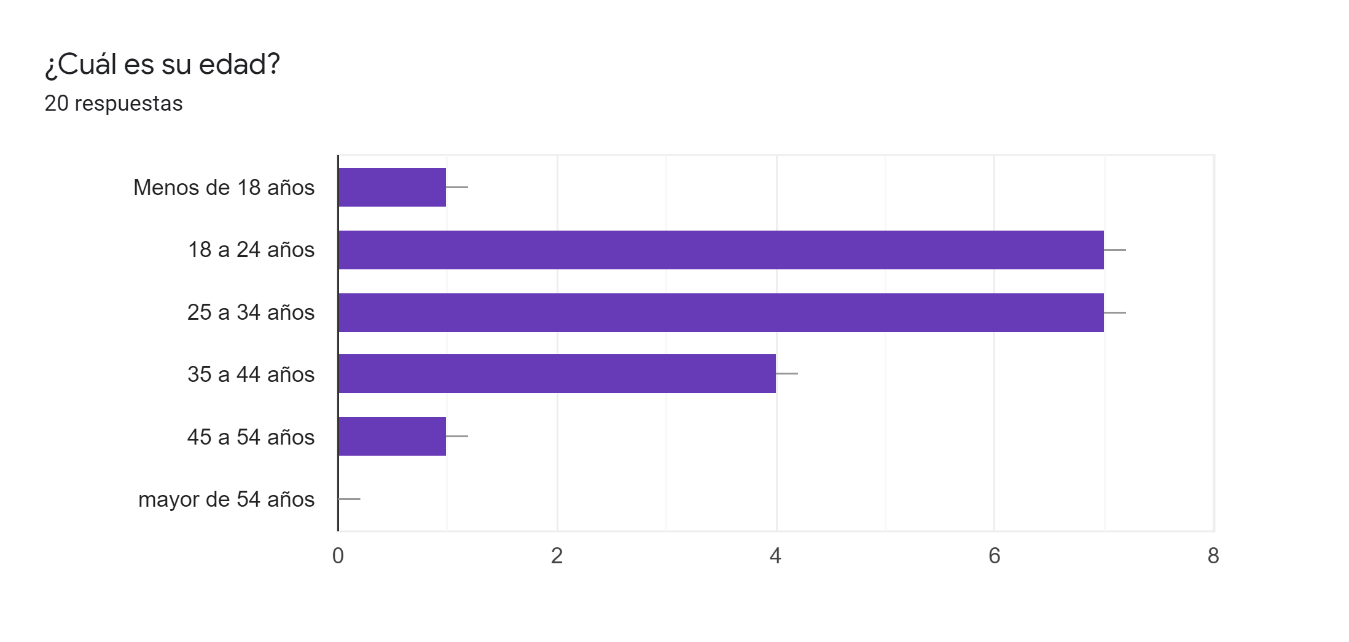 ¿Cuál es su edad?
20 respuestas
Menos de 18 años
18 a 24 años
25 a 34 años
35 a 44 años
45 a 54 años
mayor de 54 años
0 2 4 6 8